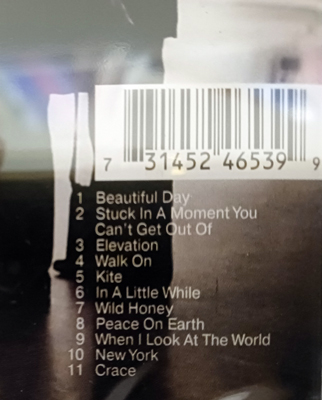 7 31452 46539 9
1 Beautiful Day
2 Stuck In A Moment You
Can't Get Out Of
3 Elevation
4 Walk On
5 Kite
6 In A Little While
7 Wild Honey
8 Peace On Earth
9 When I Look At The World
10 New York
11 Crace